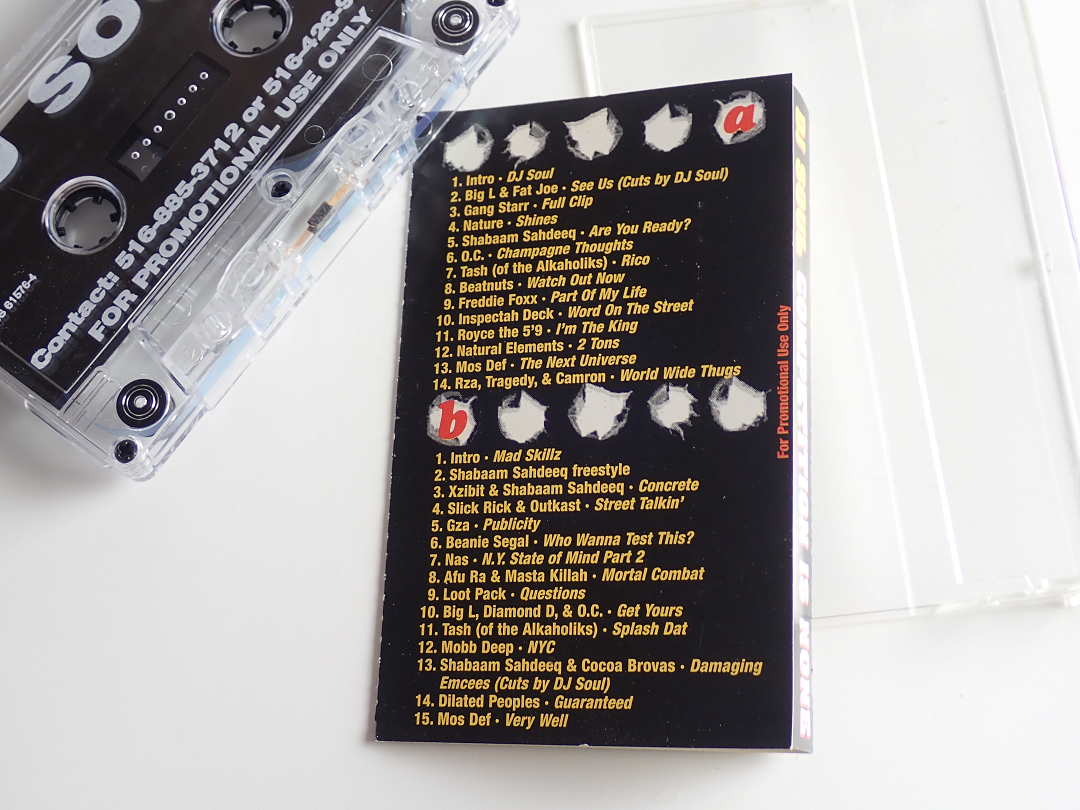 SO
Contact: 516-885-3712 or 516-426-9
FOR PROMOTIONAL USE ONLY
61576-4
a
1. Intro • DJ Soul
2. Big L & Fat Joe • See Us (Cuts by DJ Soul)
3. Gang Starr • Full Clip
4. Nature • Shines
5. Shabaam Sahdeeq • Are You Ready?
6. O.C. • Champagne Thoughts
7. Tash (of the Alkaholiks) • Rico
8. Beatnuts • Watch Out Now
9. Freddie Foxx • Part Of My Life
10. Inspectah Deck • Word On The Street
11. Royce the 5'9 • I'm The King
12. Natural Elements • 2 Tons
13. Mos Def • The Next Universe
14. Rza, Tragedy, & Camron • World Wide Thugs
b
1. Intro • Mad Skillz
2. Shabaam Sahdeeq freestyle
3. Xzibit & Shabaam Sahdeeq • Concrete
4. Slick Rick & Outkast • Street Talkin'
5. Gza • Publicity
6. Beanie Segal • Who Wanna Test This?
7. Nas • N.Y. State of Mind Part 2
8. Afu Ra & Masta Killah • Mortal Combat
9. Loot Pack • Questions
10. Big L, Diamond D, & O.C. • Get Yours
11. Tash (of the Alkaholiks) • Splash Dat
12. Mobb Deep • NYC
13. Shabaam Sahdeeq & Cocoa Brovas • Damaging
Emcees (Cuts by DJ Soul)
14. Dilated Peoples • Guaranteed
15. Mos Def • Very Well
For Promotional Use Only
DJ SOUL COMPETITION IS NONE